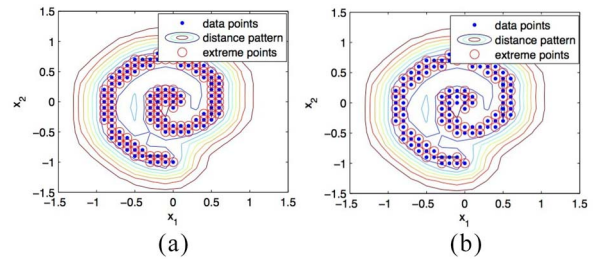 data points
distance pattern
extreme points
x2
1.5
1
0.5
0
-0.5
-1
-1.5
-1.5 -1 -0.5 0 0.5 1 1.5
x1
(a)
data points
distance pattern
extreme points
x2
1.5
1
0.5
0
-0.5
-1
-1.5
-1.5 -1 -0.5 0 0.5 1 1.5
x1
(b)